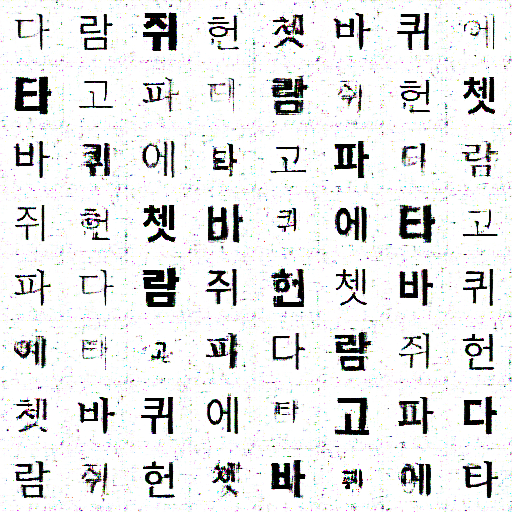 다 람 쥐 헌 쳇 바 퀴 에
타 고 파 다 람 쥐 헌 쳇
바 퀴 에 타 고 파 다 람
쥐 헌 쳇 바 퀴 에 타 고
파 다 람 쥐 헌 쳇 바 퀴
에 타 고 파 다 람 쥐 헌
쳇 바 퀴 에 타 고 파 다
람 쥐 헌 쳇 바 퀴 에 타